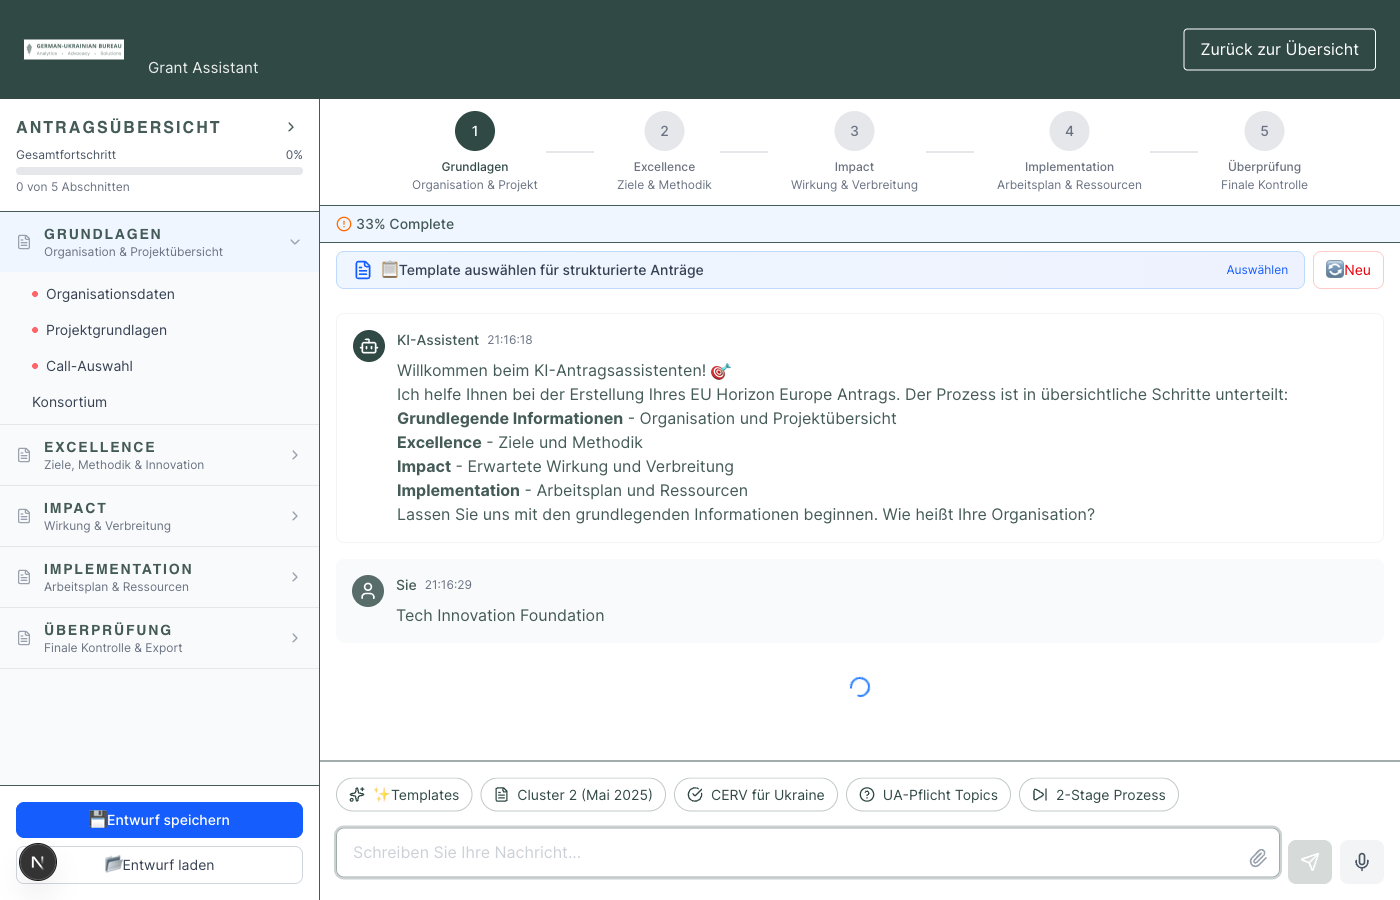 GERMAN-UKRAINIAN BUREAU
Analytics • Advocacy • Solutions
Grant Assistant
Zurück zur Übersicht
ANTRAGSÜBERSICHT
Gesamtfortschritt 0%
0 von 5 Abschnitten
GRUNDLAGEN
Organisation & Projektübersicht
Organisationsdaten
Projektgrundlagen
Call-Auswahl
Konsortium
EXCELLENCE
Ziele, Methodik & Innovation
IMPACT
Wirkung & Verbreitung
IMPLEMENTATION
Arbeitsplan & Ressourcen
ÜBERPRÜFUNG
Finale Kontrolle & Export
💾Entwurf speichern
📂Entwurf laden
N
1
Grundlagen
Organisation & Projekt
2
Excellence
Ziele & Methodik
3
Impact
Wirkung & Verbreitung
4
Implementation
Arbeitsplan & Ressourcen
5
Überprüfung
Finale Kontrolle
33% Complete
📋Template auswählen für strukturierte Anträge
Auswählen
🔄Neu
KI-Assistent 21:16:18
Willkommen beim KI-Antragsassistenten! 🎯
Ich helfe Ihnen bei der Erstellung Ihres EU Horizon Europe Antrags. Der Prozess ist in übersichtliche Schritte unterteilt:
Grundlegende Informationen - Organisation und Projektübersicht
Excellence - Ziele und Methodik
Impact - Erwartete Wirkung und Verbreitung
Implementation - Arbeitsplan und Ressourcen
Lassen Sie uns mit den grundlegenden Informationen beginnen. Wie heißt Ihre Organisation?
Sie 21:16:29
Tech Innovation Foundation
✨Templates
Cluster 2 (Mai 2025)
CERV für Ukraine
UA-Pflicht Topics
2-Stage Prozess
Schreiben Sie Ihre Nachricht...